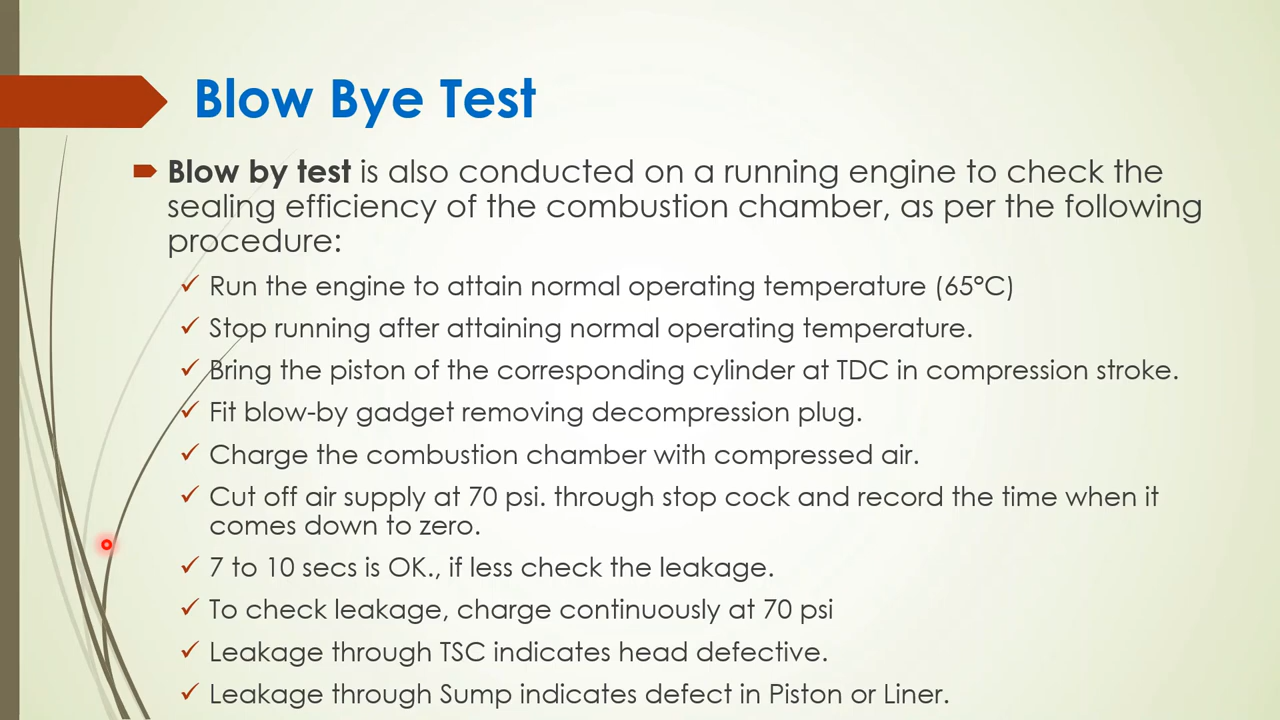 Blow Bye Test
Blow by test is also conducted on a running engine to check the
sealing efficiency of the combustion chamber, as per the following
procedure:
Run the engine to attain normal operating temperature (65°C)
Stop running after attaining normal operating temperature.
Bring the piston of the corresponding cylinder at TDC in compression stroke.
Fit blow-by gadget removing decompression plug.
Charge the combustion chamber with compressed air.
Cut off air supply at 70 psi. through stop cock and record the time when it
comes down to zero.
7 to 10 secs is OK., if less check the leakage.
To check leakage, charge continuously at 70 psi
Leakage through TSC indicates head defective.
Leakage through Sump indicates defect in Piston or Liner.